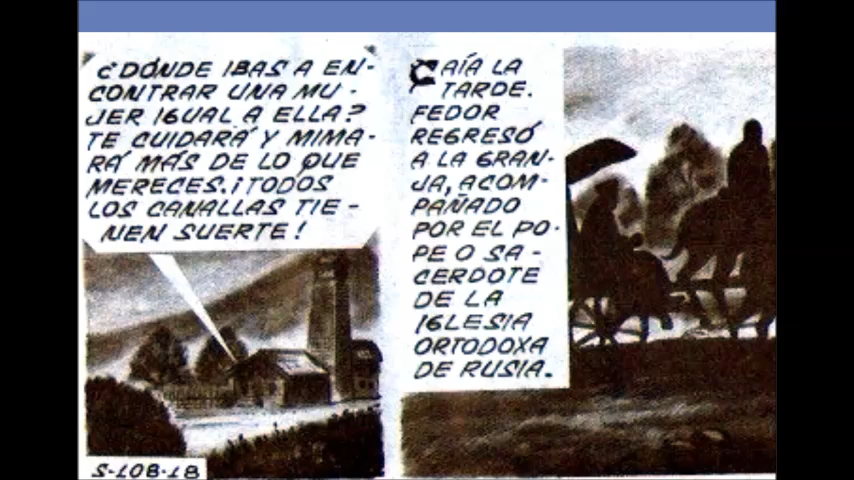 ¿DÓNDE IBAS A EN-
CONTRAR UNA MU-
JER IGUAL A ELLA?
TE CUIDARÁ Y MIMA-
RÁ MÁS DE LO QUE
MERECES. ¡TODOS
LOS CANALLAS TIE-
NEN SUERTE!
S-108-18
CAÍA LA
TARDE.
FEDOR
REGRESÓ
A LA GRAN-
JA, ACOM-
PAÑADO
POR EL PO-
PE O SA-
CERDOTE
DE LA
IGLESIA
ORTODOXA
DE RUSIA.